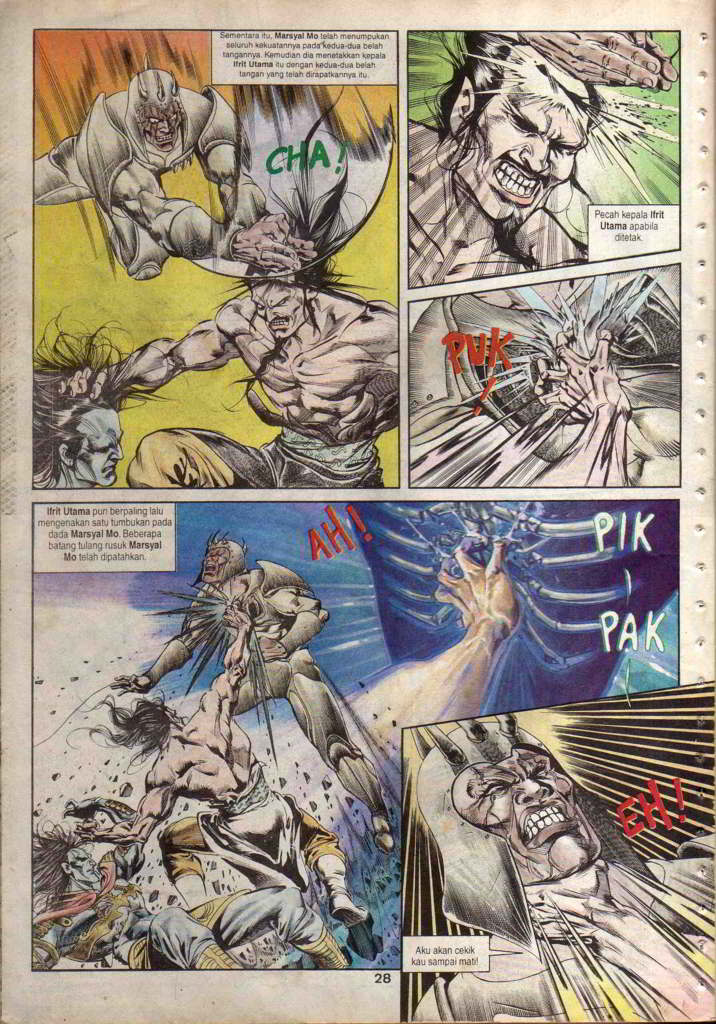 Sementara itu, Marsyal Mo telah menumpukan
seluruh kekuatannya pada kedua-dua belah
tangannya. Kemudian dia menetakkan kepala
Ifrit Utama itu dengan kedua-dua belah
tangan yang telah dirapatkannya itu.
CHA!
Pecah kepala Ifrit
Utama apabila
ditetak.
PUK
!
Ifrit Utama pun berpaling lalu
mengenakan satu tumbukan pada
dada Marsyal Mo. Beberapa
batang tulang rusuk Marsyal
Mo telah dipatahkan.
AH!
PIK
!
PAK
!
EH!
Aku akan cekik
kau sampai mati!
28